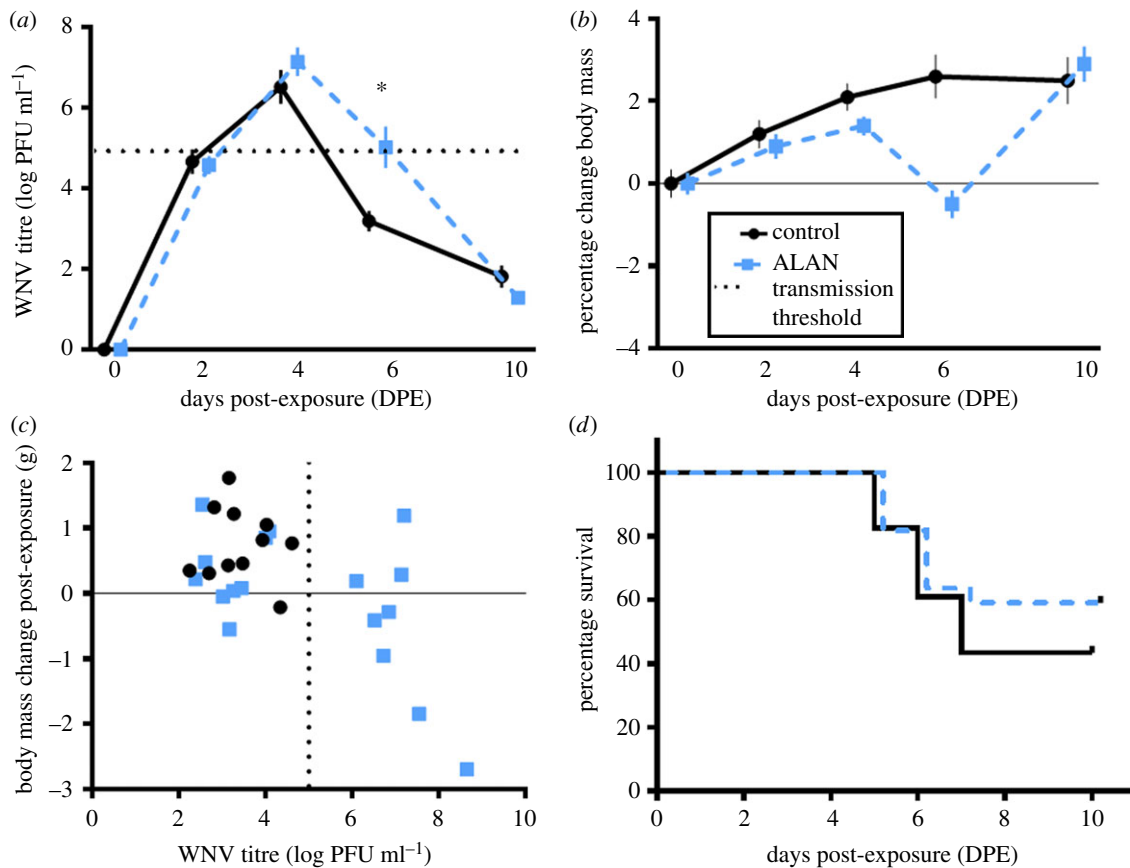 (a)
8
6
4
2
0
WNV titre (log PFU ml⁻¹)
*
0 2 4 6 10
days post-exposure (DPE)
(b)
4
2
0
−2
−4
percentage change body mass
control
ALAN
transmission
threshold
0 2 4 6 10
days post-exposure (DPE)
(c)
2
1
0
−1
−2
−3
body mass change post-exposure (g)
0 2 4 6 8 10
WNV titre (log PFU ml⁻¹)
(d)
100
80
60
40
20
0
percentage survival
0 2 4 6 8 10
days post-exposure (DPE)